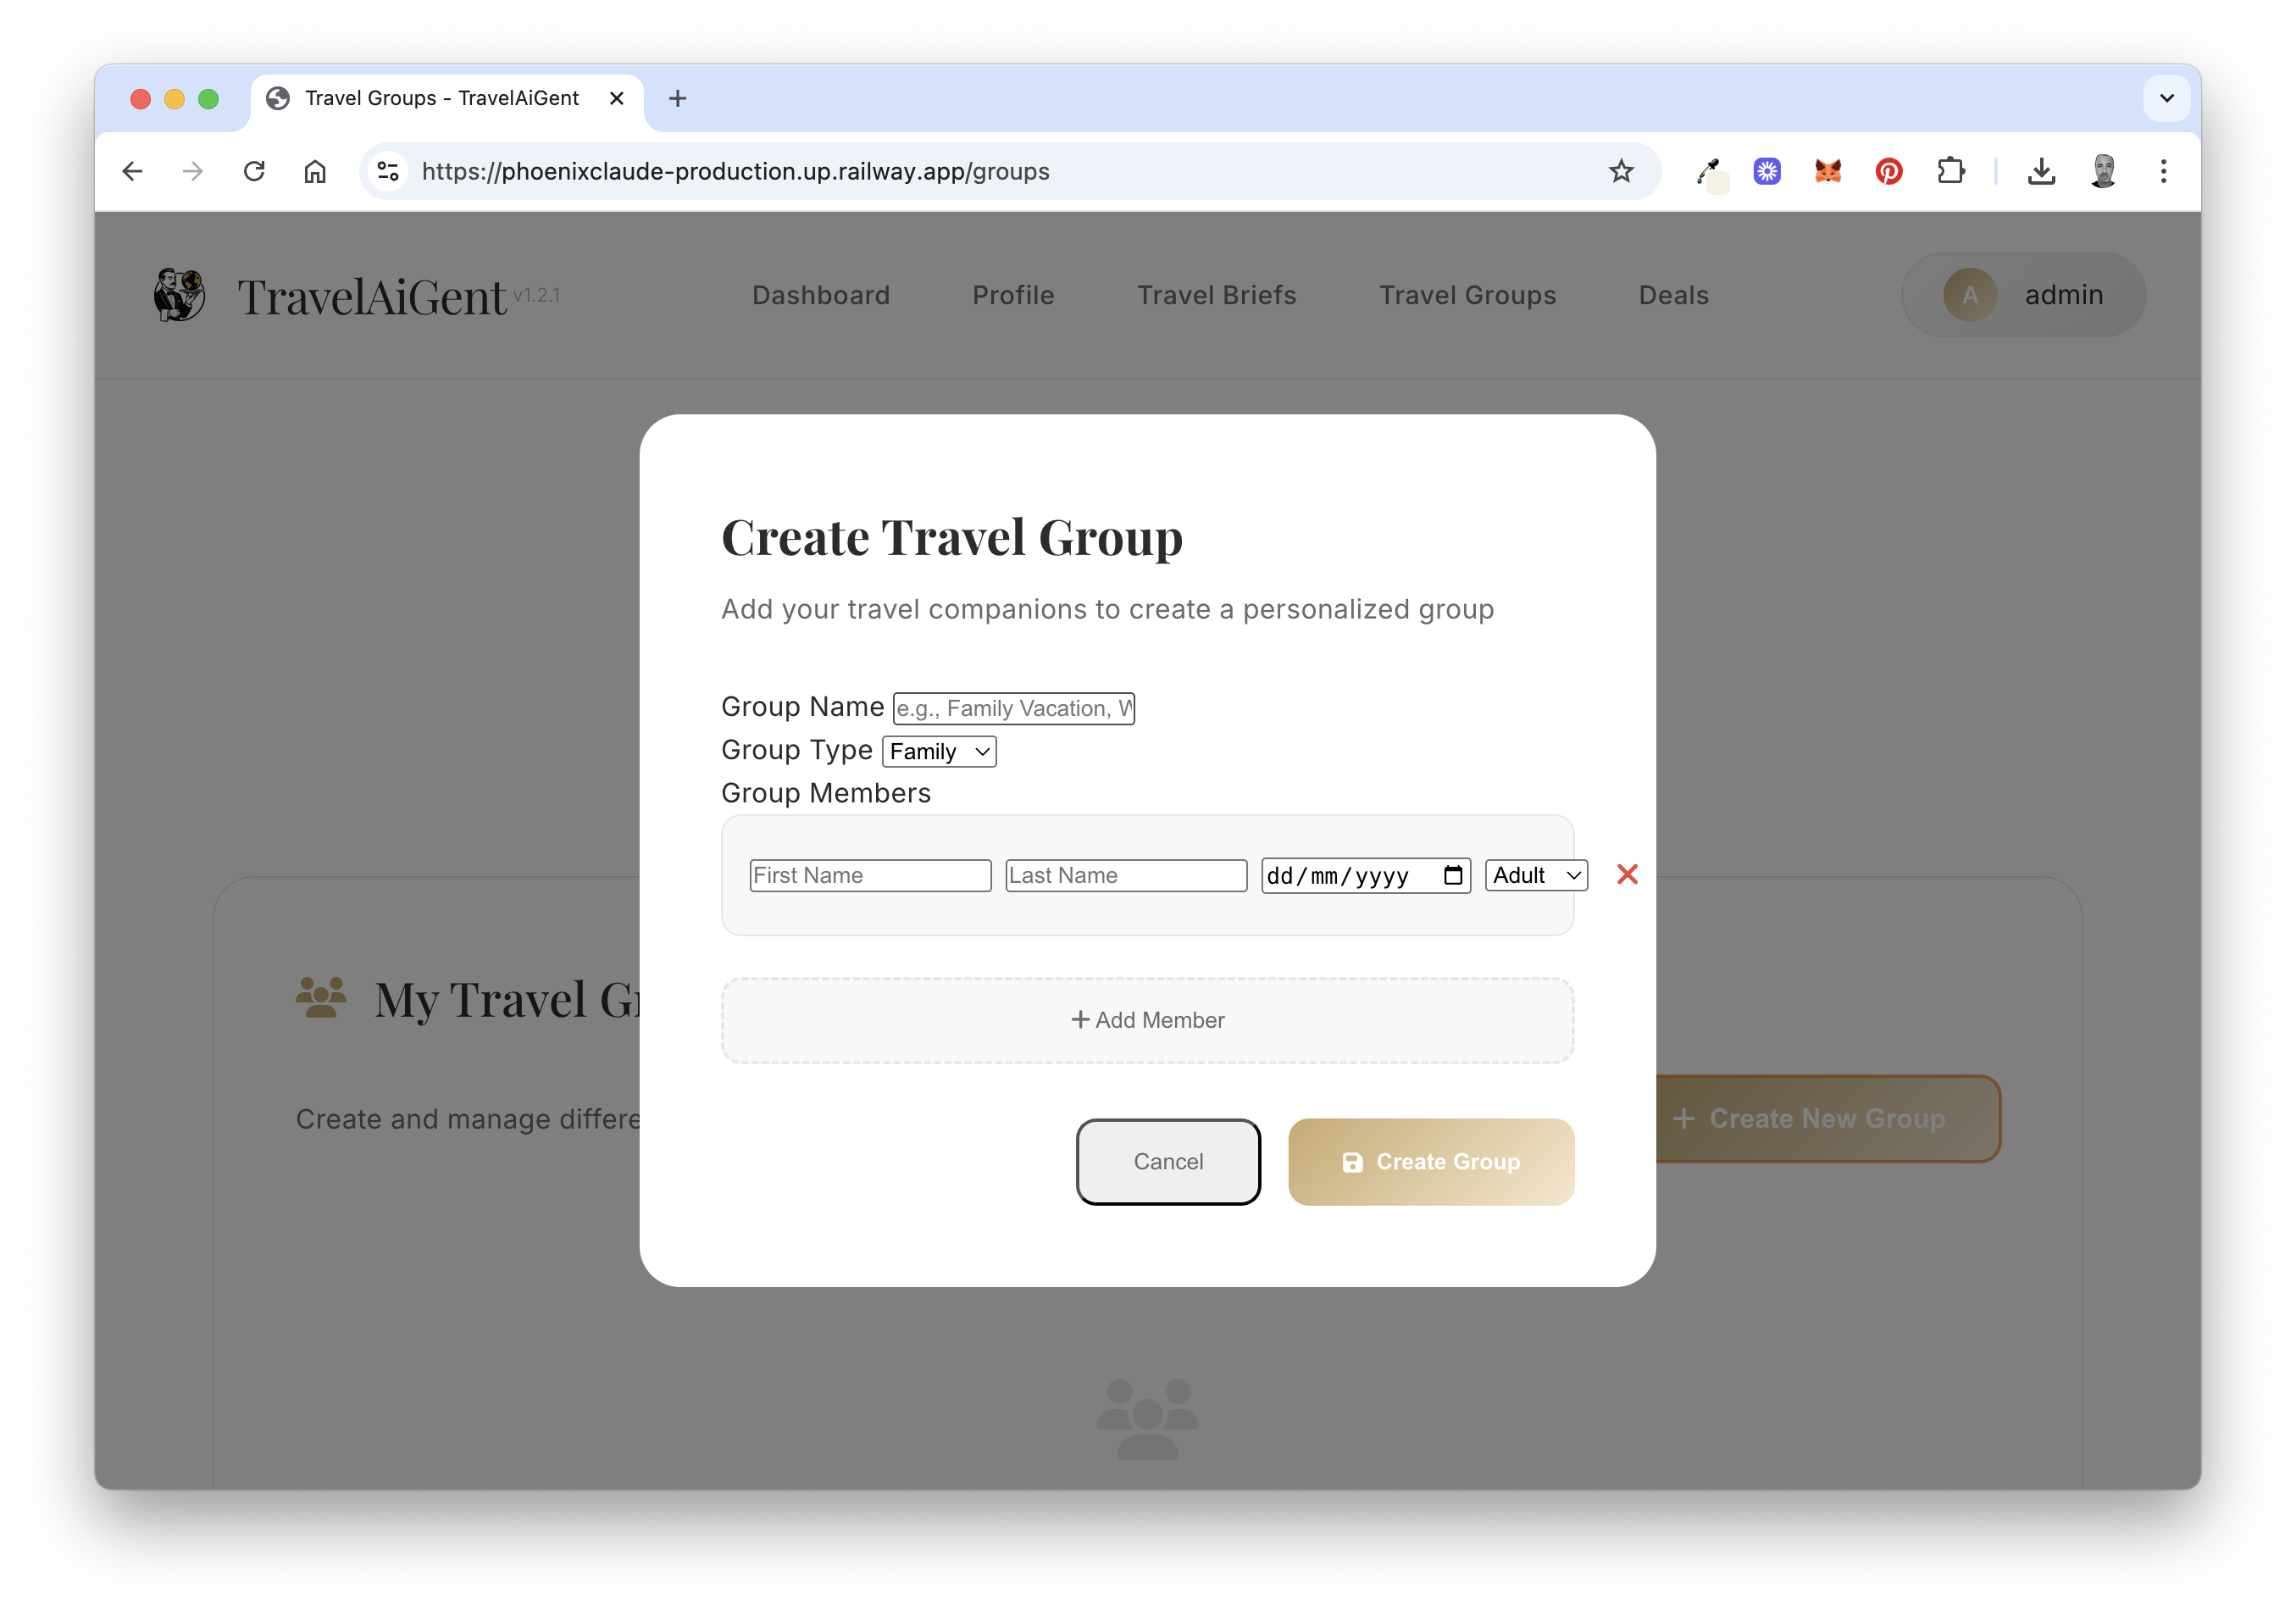 Travel Groups - TravelAiGent
https://phoenixclaude-production.up.railway.app/groups
TravelAiGent v1.2.1
Dashboard
Profile
Travel Briefs
Travel Groups
Deals
A
admin
Create Travel Group
Add your travel companions to create a personalized group
Group Name e.g., Family Vacation, W
Group Type Family
Group Members
First Name Last Name dd/mm/yyyy Adult
+ Add Member
Cancel
Create Group
My Travel Gr
Create and manage differe
+ Create New Group